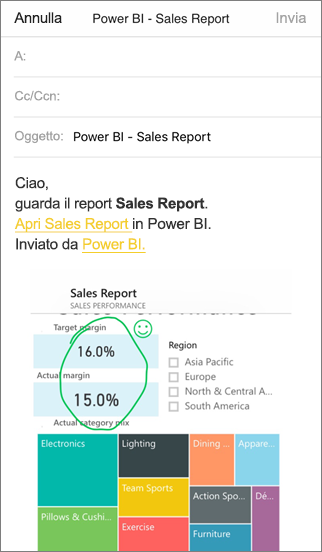 Annulla Power BI - Sales Report Invia
A:
Cc/Ccn:
Oggetto: Power BI - Sales Report
Ciao,
guarda il report Sales Report.
Apri Sales Report in Power BI.
Inviato da Power BI.
Sales Report
SALES PERFORMANCE
Target margin
16.0%
Actual margin
15.0%
Actual category mix
Region
Asia Pacific
Europe
North & Central A...
South America
Electronics
Lighting
Dining ...
Appare...
Team Sports
Action Spo...
Dé...
Pillows & Cushi...
Exercise
Furniture